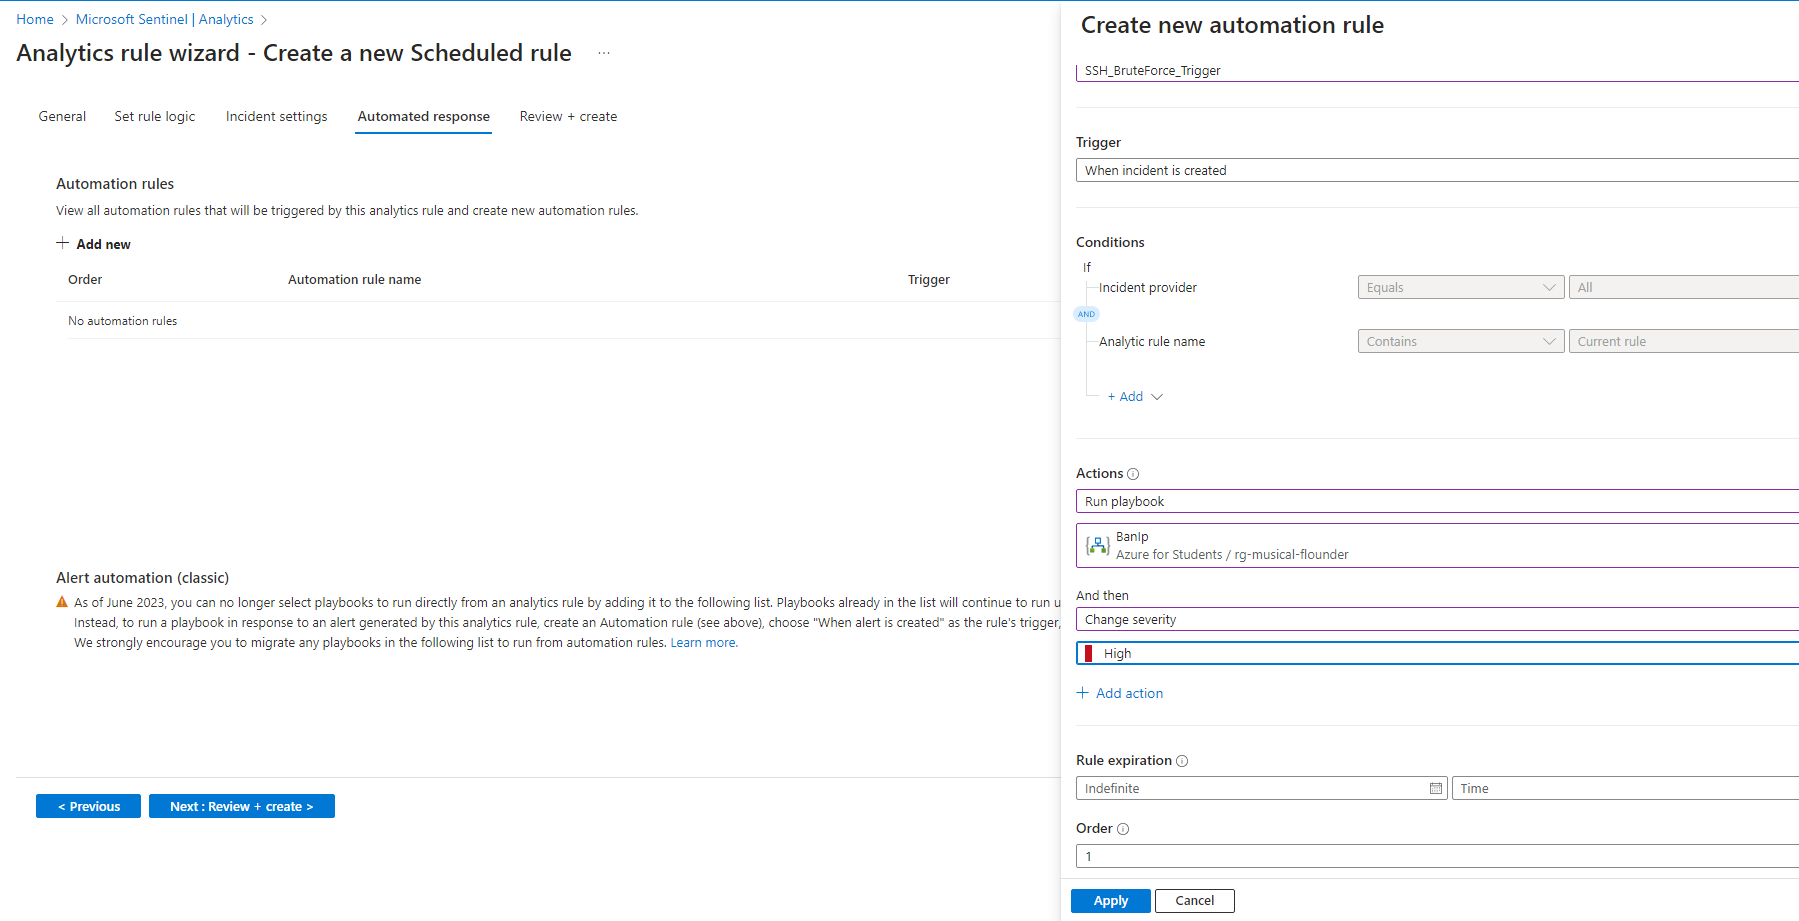 Home > Microsoft Sentinel | Analytics >
Analytics rule wizard - Create a new Scheduled rule ...
General Set rule logic Incident settings Automated response Review + create
Automation rules
View all automation rules that will be triggered by this analytics rule and create new automation rules.
+ Add new
Order Automation rule name Trigger
No automation rules
Alert automation (classic)
As of June 2023, you can no longer select playbooks to run directly from an analytics rule by adding it to the following list. Playbooks already in the list will continue to run u
Instead, to run a playbook in response to an alert generated by this analytics rule, create an Automation rule (see above), choose "When alert is created" as the rule's trigger,
We strongly encourage you to migrate any playbooks in the following list to run from automation rules. Learn more.
< Previous Next : Review + create >
Create new automation rule
SSH_BruteForce_Trigger
Trigger
When incident is created
Conditions
If
Incident provider Equals All
AND
Analytic rule name Contains Current rule
+ Add
Actions
Run playbook
BanIp
Azure for Students / rg-musical-flounder
And then
Change severity
High
+ Add action
Rule expiration
Indefinite Time
Order
1
Apply Cancel